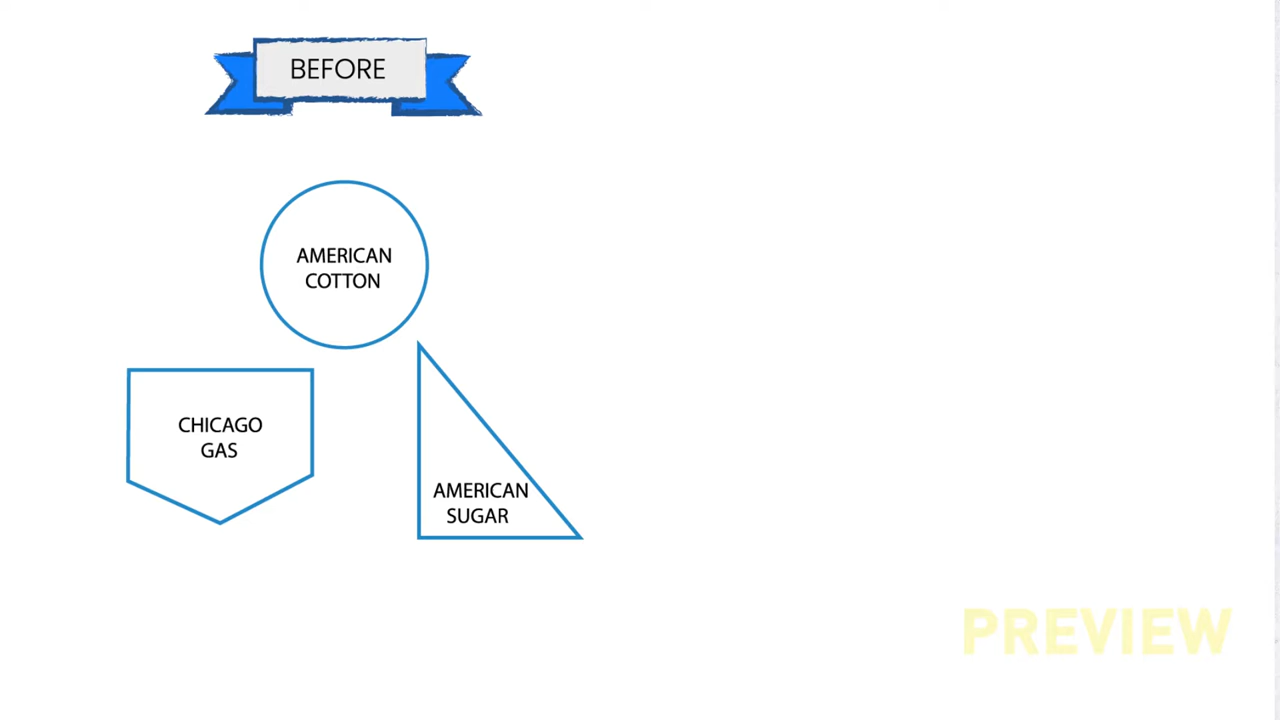 BEFORE
AMERICAN
COTTON
CHICAGO
GAS
AMERICAN
SUGAR
PREVIEW